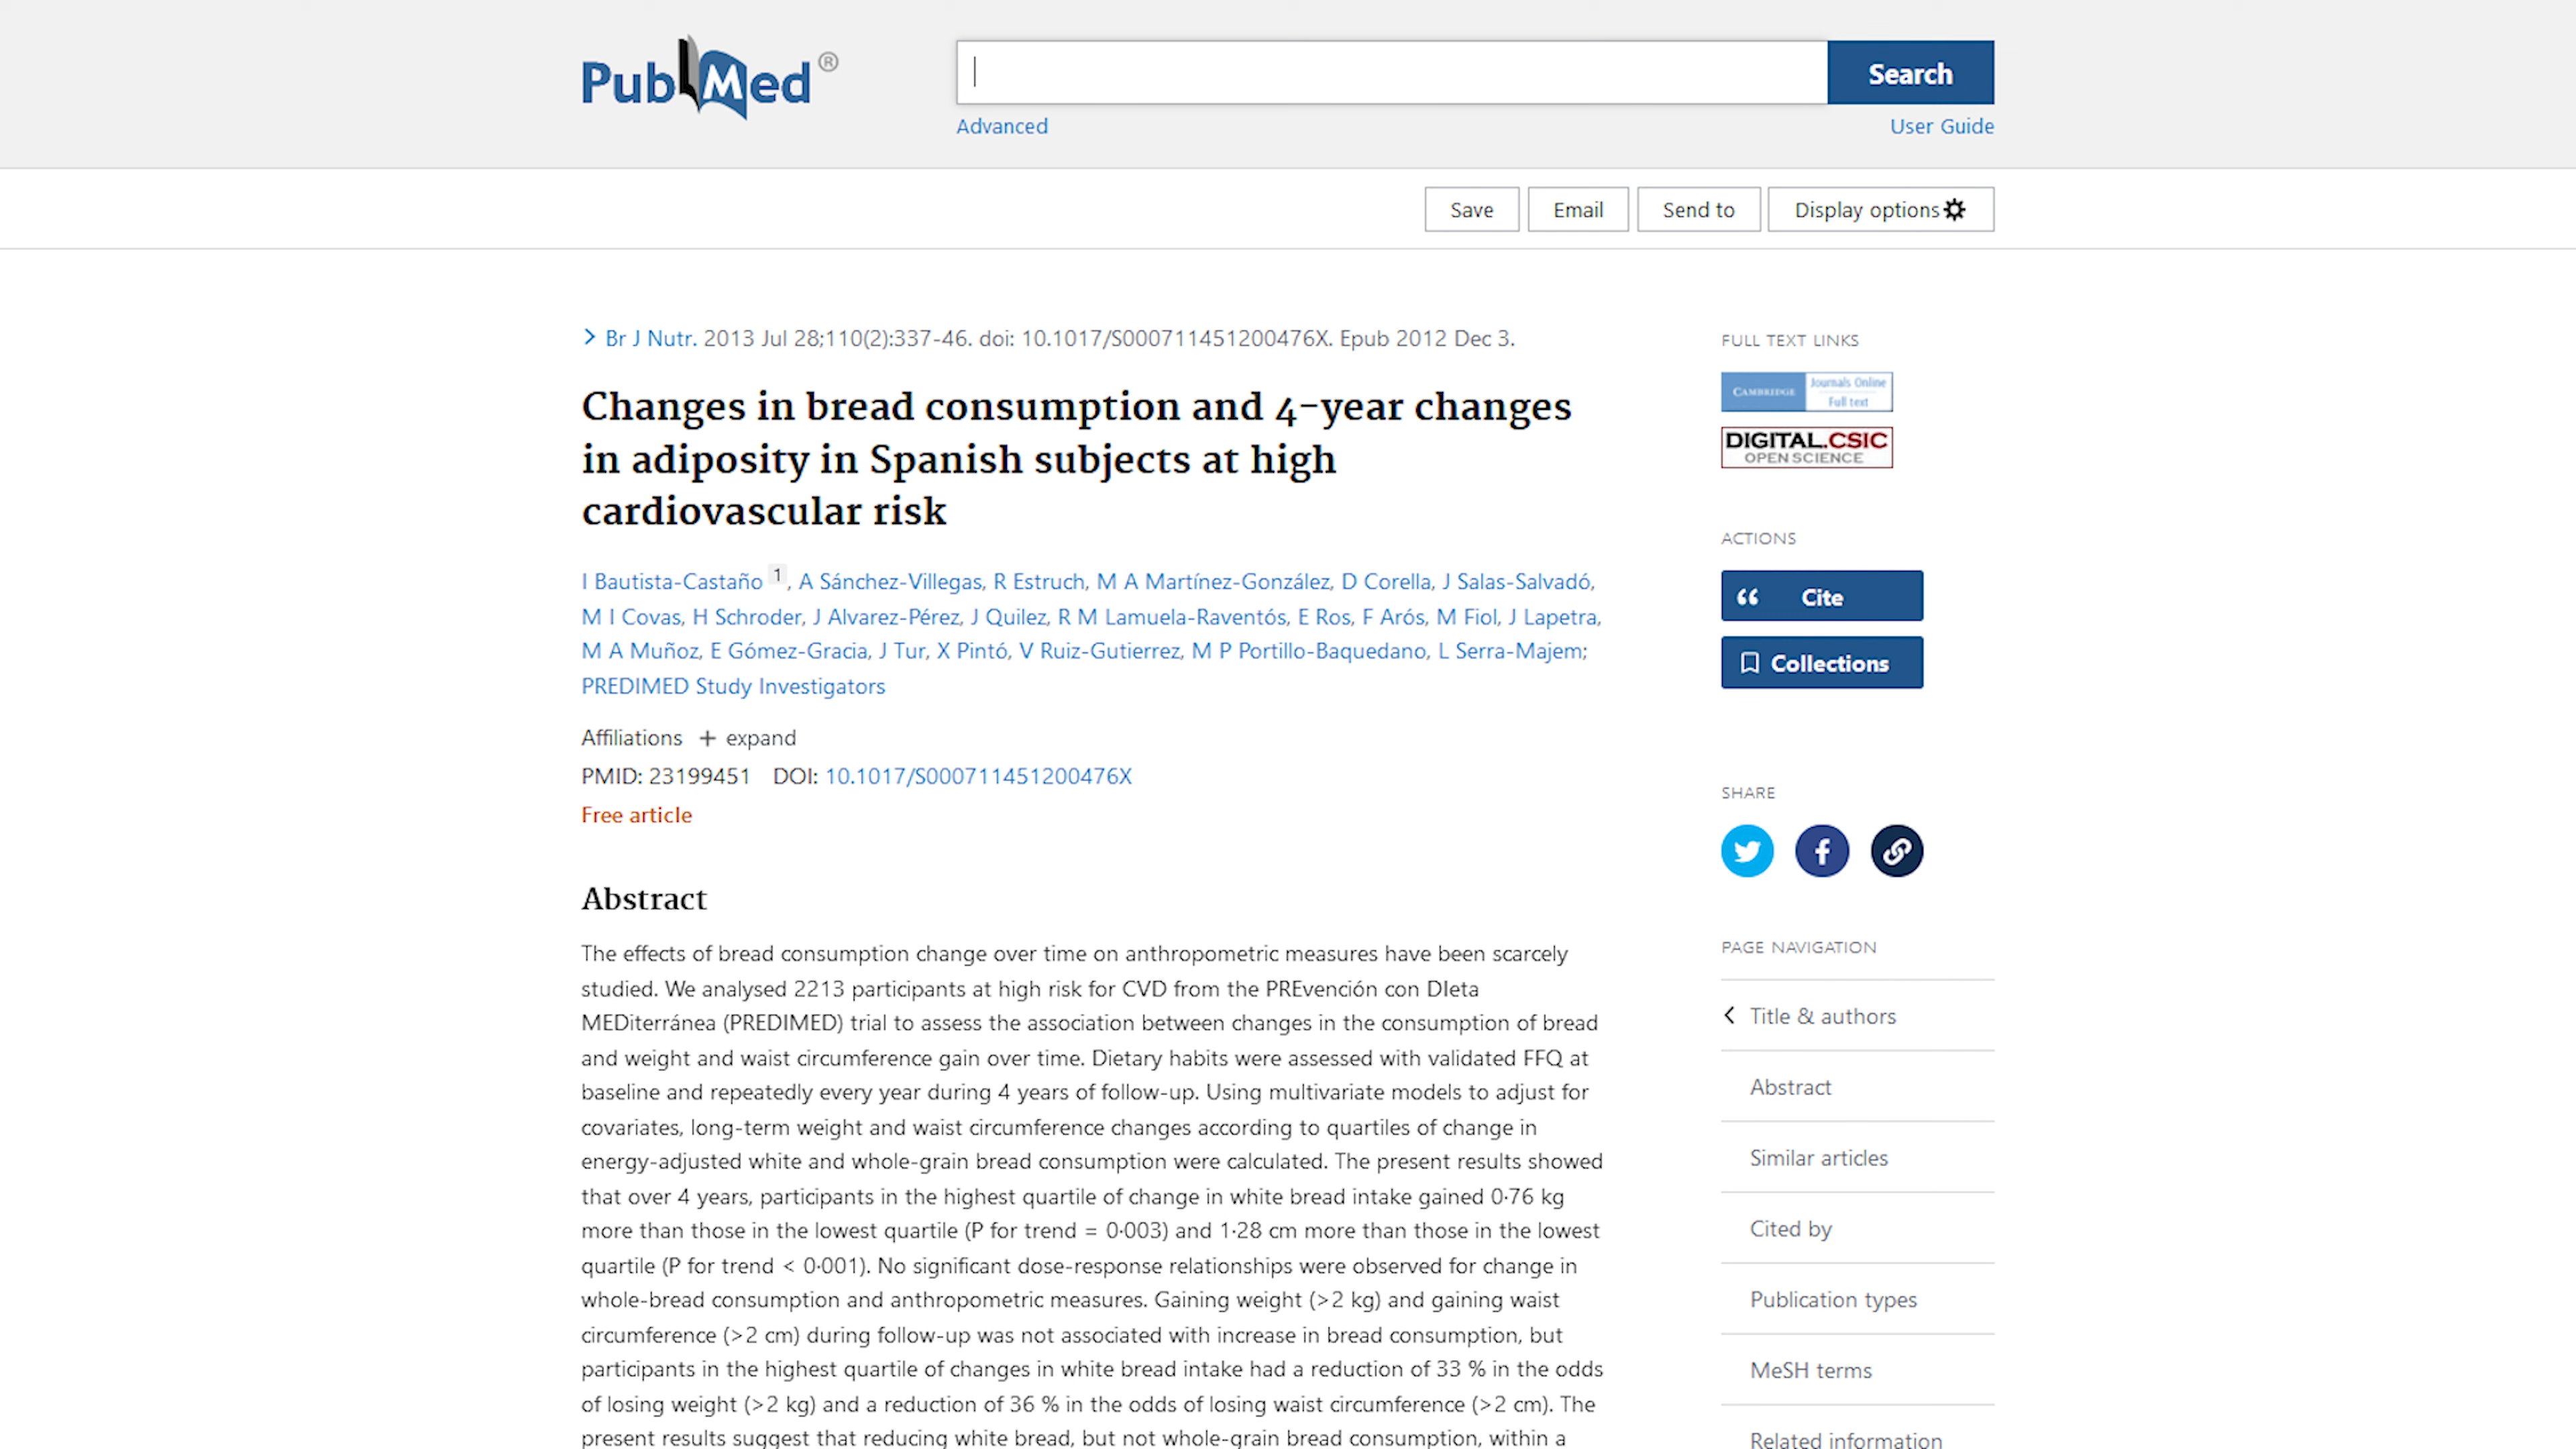 PubMed®
Search
Advanced
User Guide
Save
Email
Send to
Display options
Br J Nutr. 2013 Jul 28;110(2):337-46. doi: 10.1017/S000711451200476X. Epub 2012 Dec 3.
Changes in bread consumption and 4-year changes
in adiposity in Spanish subjects at high
cardiovascular risk
I Bautista-Castaño 1, A Sánchez-Villegas, R Estruch, M A Martínez-González, D Corella, J Salas-Salvadó,
M I Covas, H Schroder, J Alvarez-Pérez, J Quilez, R M Lamuela-Raventós, E Ros, F Arós, M Fiol, J Lapetra,
M A Muñoz, E Gómez-Gracia, J Tur, X Pintó, V Ruiz-Gutierrez, M P Portillo-Baquedano, L Serra-Majem;
PREDIMED Study Investigators
Affiliations + expand
PMID: 23199451 DOI: 10.1017/S000711451200476X
Free article
Abstract
The effects of bread consumption change over time on anthropometric measures have been scarcely
studied. We analysed 2213 participants at high risk for CVD from the PREvención con DIeta
MEDiterránea (PREDIMED) trial to assess the association between changes in the consumption of bread
and weight and waist circumference gain over time. Dietary habits were assessed with validated FFQ at
baseline and repeatedly every year during 4 years of follow-up. Using multivariate models to adjust for
covariates, long-term weight and waist circumference changes according to quartiles of change in
energy-adjusted white and whole-grain bread consumption were calculated. The present results showed
that over 4 years, participants in the highest quartile of change in white bread intake gained 0·76 kg
more than those in the lowest quartile (P for trend = 0·003) and 1·28 cm more than those in the lowest
quartile (P for trend < 0·001). No significant dose-response relationships were observed for change in
whole-bread consumption and anthropometric measures. Gaining weight (>2 kg) and gaining waist
circumference (>2 cm) during follow-up was not associated with increase in bread consumption, but
participants in the highest quartile of changes in white bread intake had a reduction of 33 % in the odds
of losing weight (>2 kg) and a reduction of 36 % in the odds of losing waist circumference (>2 cm). The
present results suggest that reducing white bread, but not whole-grain bread consumption, within a
FULL TEXT LINKS
CAMBRIDGE
Journals Online
Full text
DIGITAL.CSIC
OPEN SCIENCE
ACTIONS
Cite
Collections
SHARE
PAGE NAVIGATION
Title & authors
Abstract
Similar articles
Cited by
Publication types
MeSH terms
Related information